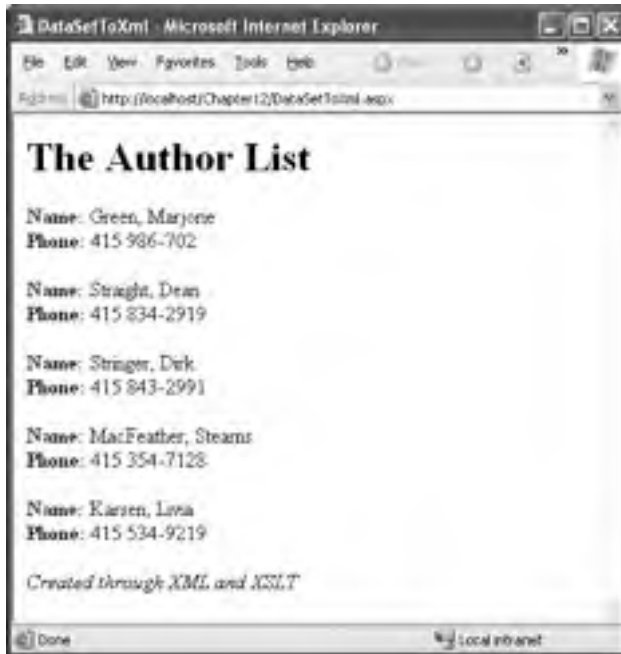 DataSetToXml - Microsoft Internet Explorer
File Edit View Favorites Tools Help
Address http://localhost/Chapter12/DataSetToXml.aspx
The Author List
Name: Green, Marjorie
Phone: 415 986-702
Name: Straight, Dean
Phone: 415 834-2919
Name: Stringer, Dirk
Phone: 415 843-2991
Name: MacFeather, Stearns
Phone: 415 354-7128
Name: Karsen, Livia
Phone: 415 534-9219
Created through XML and XSLT
Done
Local intranet